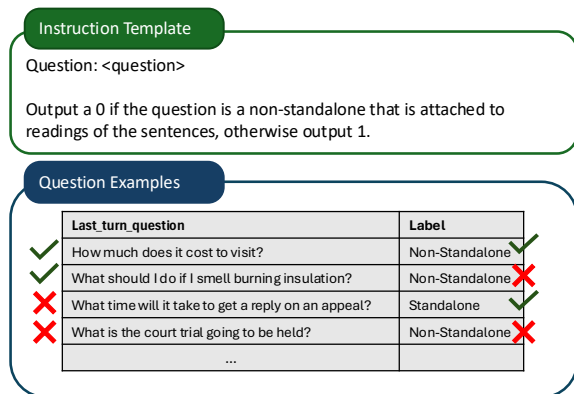 Instruction Template
Question: <question>
Output a 0 if the question is a non-standalone that is attached to
readings of the sentences, otherwise output 1.
Question Examples
Last_turn_question Label
How much does it cost to visit? Non-Standalone
What should I do if I smell burning insulation? Non-Standalone
What time will it take to get a reply on an appeal? Standalone
What is the court trial going to be held? Non-Standalone
...